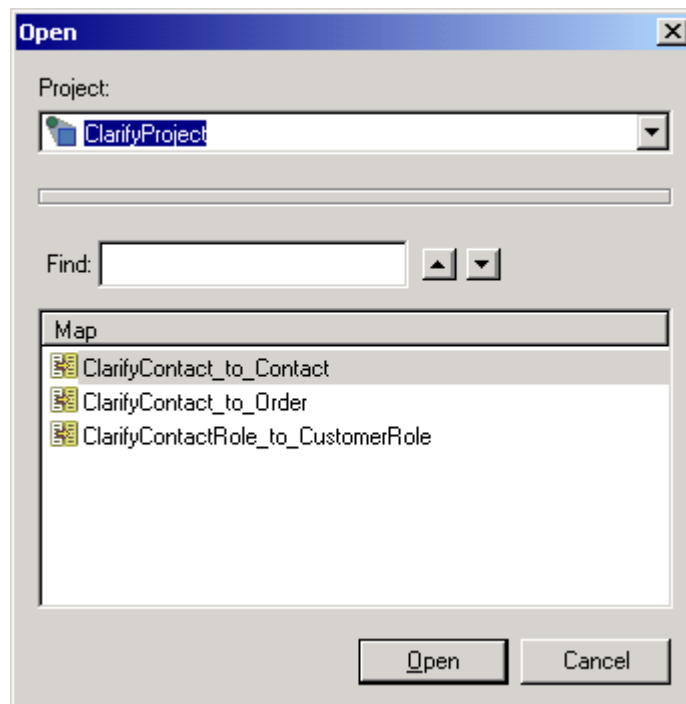 Open
Project:
ClarifyProject
Find:
Map
ClarifyContact_to_Contact
ClarifyContact_to_Order
ClarifyContactRole_to_CustomerRole
Open Cancel